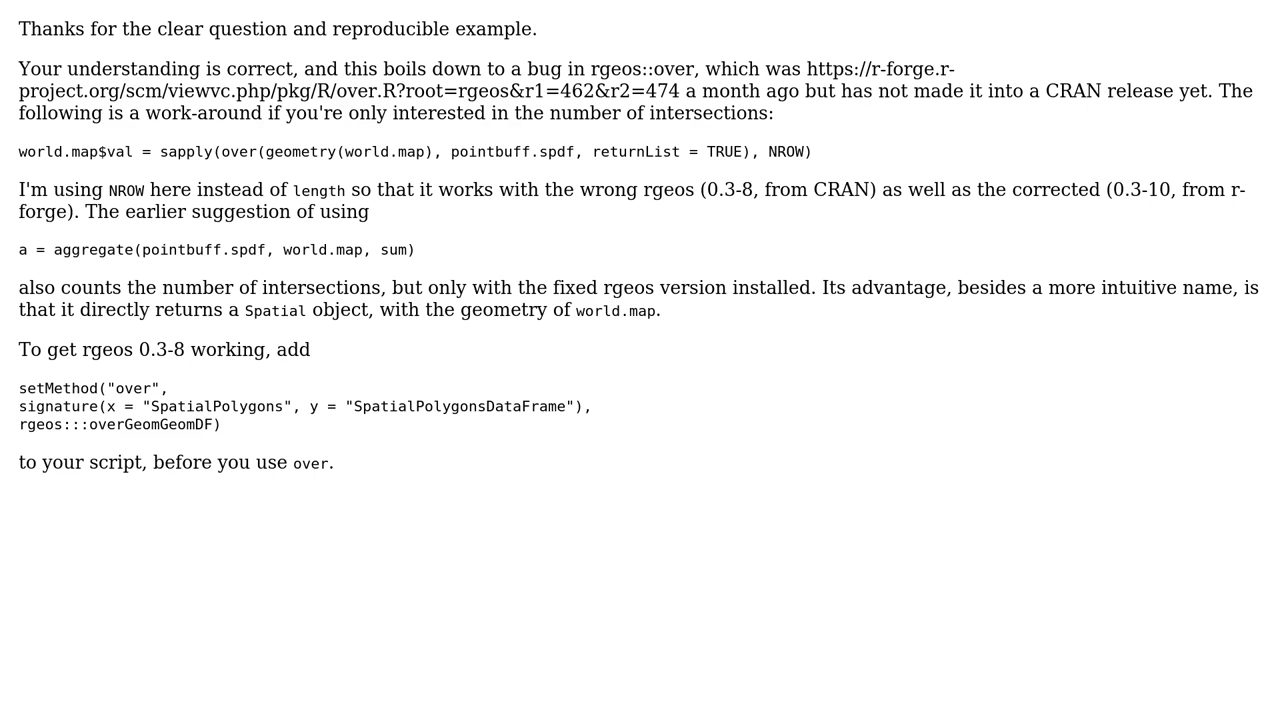 Thanks for the clear question and reproducible example.
Your understanding is correct, and this boils down to a bug in rgeos::over, which was https://r-forge.r-
project.org/scm/viewvc.php/pkg/R/over.R?root=rgeos&r1=462&r2=474 a month ago but has not made it into a CRAN release yet. The
following is a work-around if you're only interested in the number of intersections:
world.map$val = sapply(over(geometry(world.map), pointbuff.spdf, returnList = TRUE), NROW)
I'm using NROW here instead of length so that it works with the wrong rgeos (0.3-8, from CRAN) as well as the corrected (0.3-10, from r-
forge). The earlier suggestion of using
a = aggregate(pointbuff.spdf, world.map, sum)
also counts the number of intersections, but only with the fixed rgeos version installed. Its advantage, besides a more intuitive name, is
that it directly returns a Spatial object, with the geometry of world.map.
To get rgeos 0.3-8 working, add
setMethod("over",
signature(x = "SpatialPolygons", y = "SpatialPolygonsDataFrame"),
rgeos:::overGeomGeomDF)
to your script, before you use over.